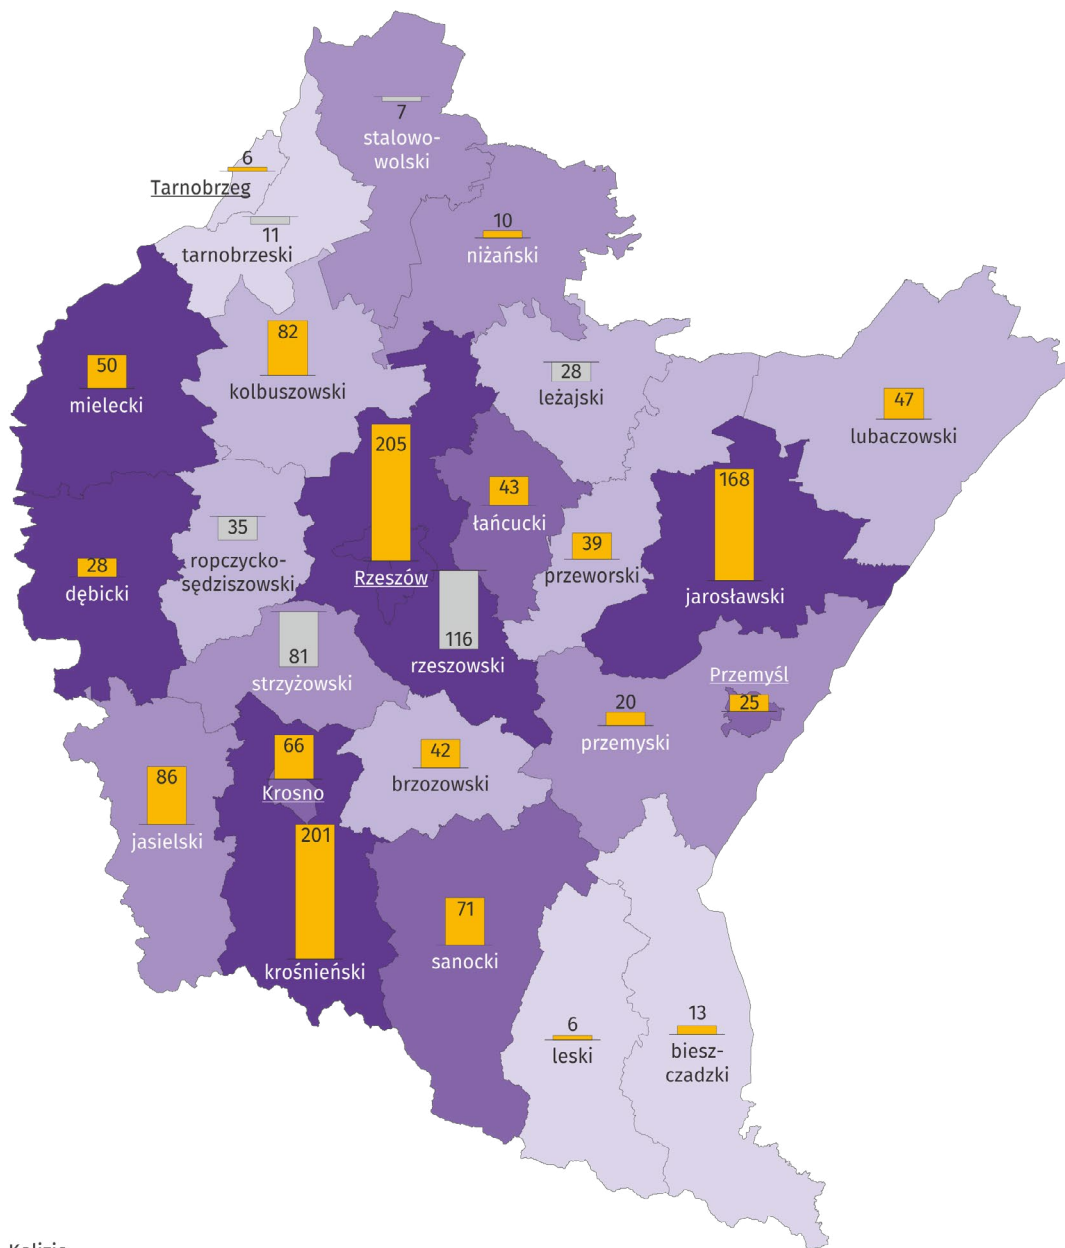 7
stalowo-
wolski
6
Tarnobrzeg
11
tarnobrzeski
10
niżański
50
mielecki
82
kolbuszowski
28
leżajski
47
lubaczowski
205
Rzeszów
43
łańcucki
168
jarosławski
28
dębicki
35
ropczycko-
sędziszowski
39
przeworski
116
rzeszowski
81
strzyżowski
Przemyśl
25
20
przemyski
66
Krosno
42
brzozowski
86
jasielski
201
krośnieński
71
sanocki
6
leski
13
biesz-
czadzki